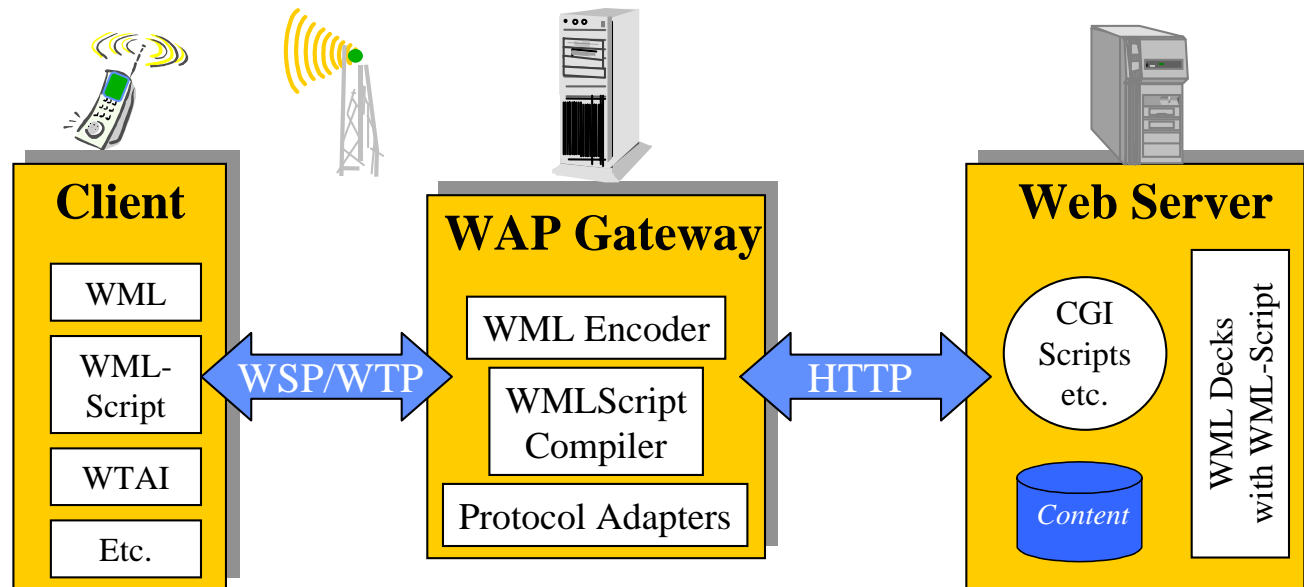 Client
WML
WML-
Script
WTAI
Etc.
WSP/WTP
WAP Gateway
WML Encoder
WMLScript
Compiler
Protocol Adapters
HTTP
Web Server
CGI
Scripts
etc.
Content
WML Decks
with WML-Script